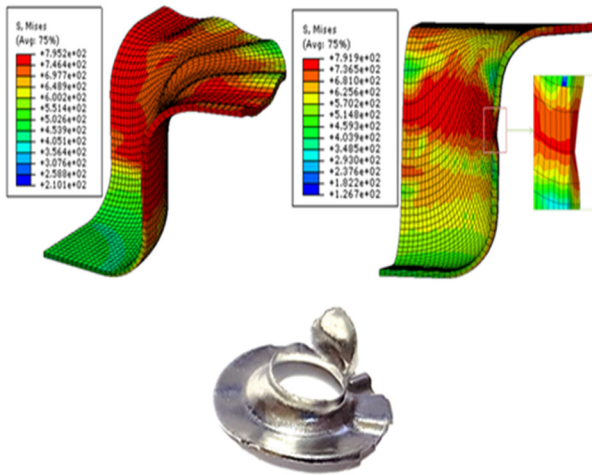 S, Mises
(Avg: 75%)
+7.952e+02
+7.464e+02
+6.977e+02
+6.489e+02
+6.002e+02
+5.514e+02
+5.026e+02
+4.539e+02
+4.051e+02
+3.564e+02
+3.076e+02
+2.588e+02
+2.101e+02
S, Mises
(Avg: 75%)
+7.919e+02
+7.365e+02
+6.810e+02
+6.256e+02
+5.702e+02
+5.148e+02
+4.593e+02
+4.039e+02
+3.485e+02
+2.930e+02
+2.376e+02
+1.822e+02
+1.267e+02